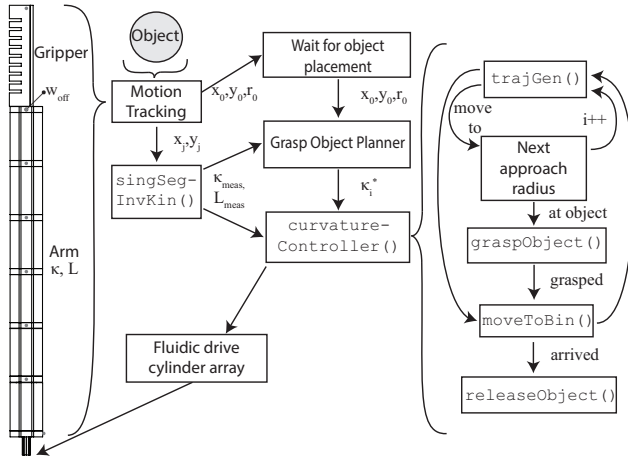 Gripper
w_off
Arm
κ, L
Object
Motion
Tracking
x_0,y_0,r_0
x_j,y_j
singSeg-
InvKin()
κ_meas,
L_meas
Wait for object
placement
x_0,y_0,r_0
Grasp Object Planner
κ_i^*
curvature-
Controller()
Fluidic drive
cylinder array
trajGen()
move
to
i++
Next
approach
radius
at object
graspObject()
grasped
moveToBin()
arrived
releaseObject()